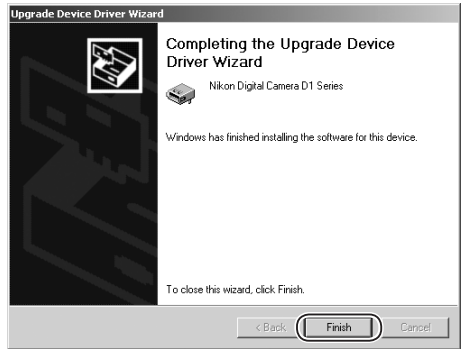 Upgrade Device Driver Wizard
Completing the Upgrade Device
Driver Wizard
Nikon Digital Camera D1 Series
Windows has finished installing the software for this device.
To close this wizard, click Finish.
< Back
Finish
Cancel